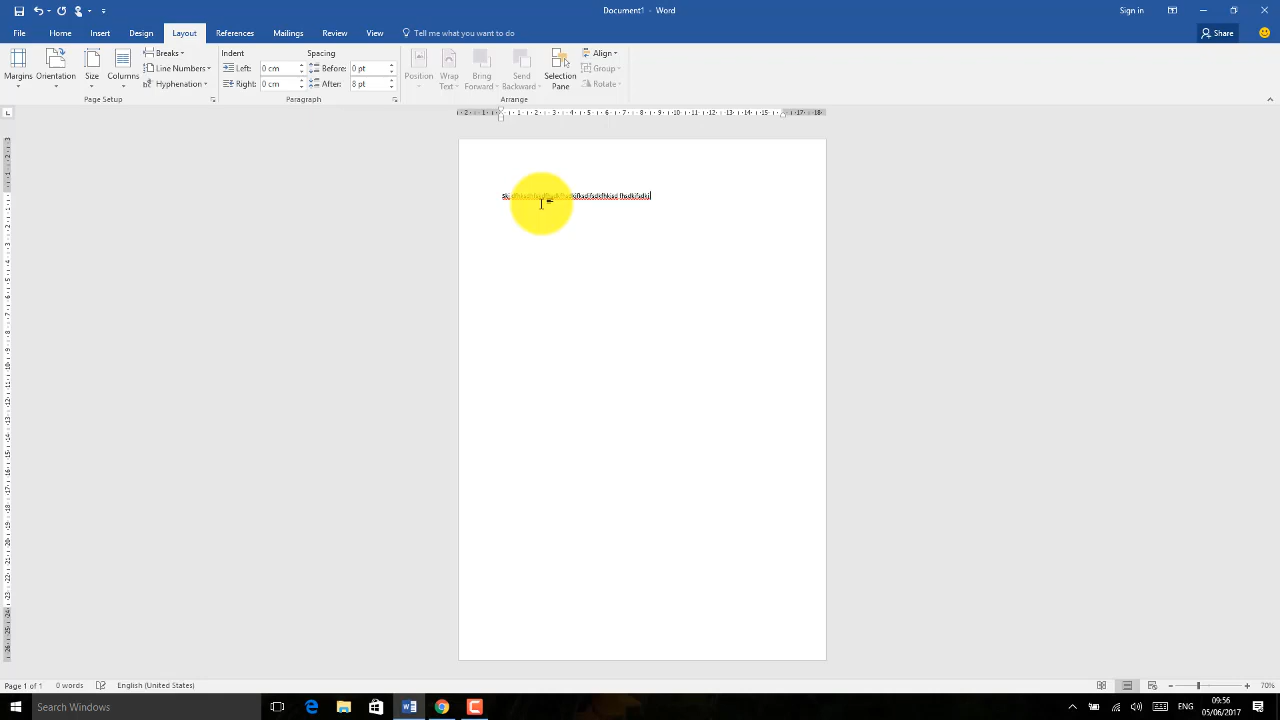 Document1 - Word
Sign in
File Home Insert Design Layout References Mailings Review View Tell me what you want to do
Share
Margins Orientation Size Columns
Breaks
Line Numbers
Hyphenation
Page Setup
Indent Spacing
Left: 0 cm Before: 0 pt
Right: 0 cm After: 8 pt
Paragraph
Position Wrap Text Bring Forward Send Backward Selection Pane
Align
Group
Rotate
Arrange
Page 1 of 1 0 words English (United States)
70%
Search Windows
ENG
09:56
05/06/2017